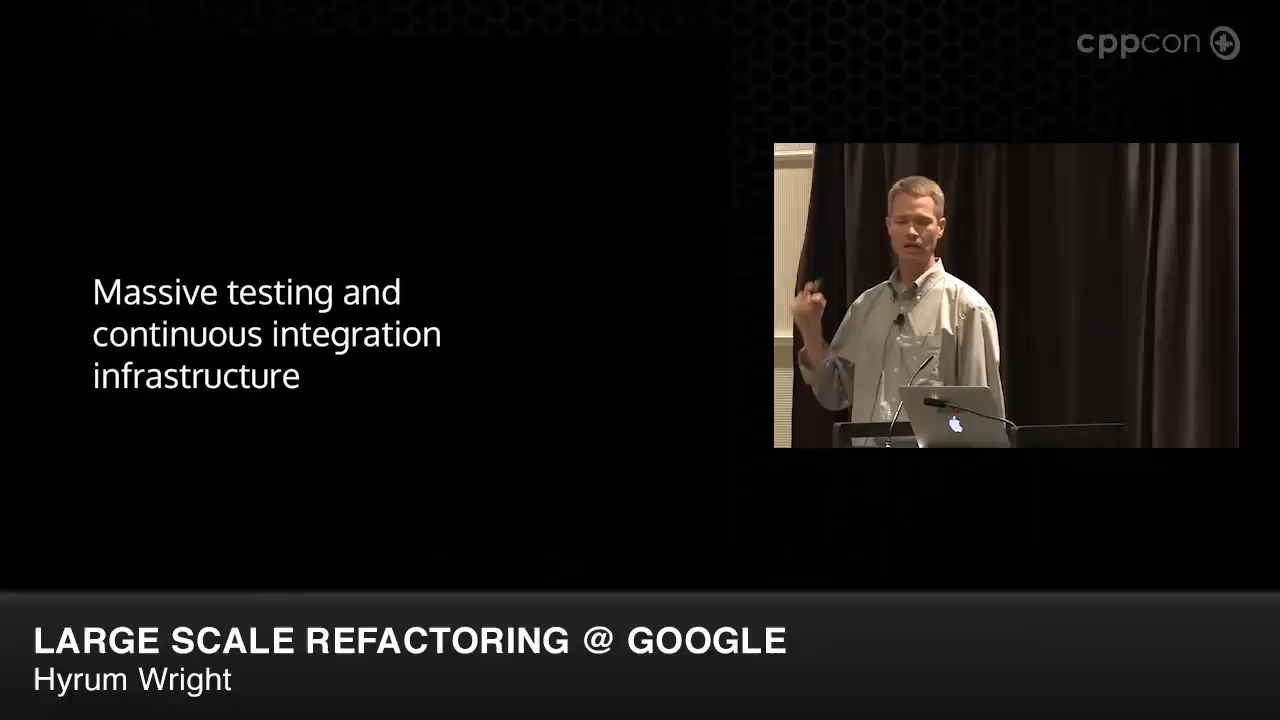 cppcon
Massive testing and
continuous integration
infrastructure
LARGE SCALE REFACTORING @ GOOGLE
Hyrum Wright